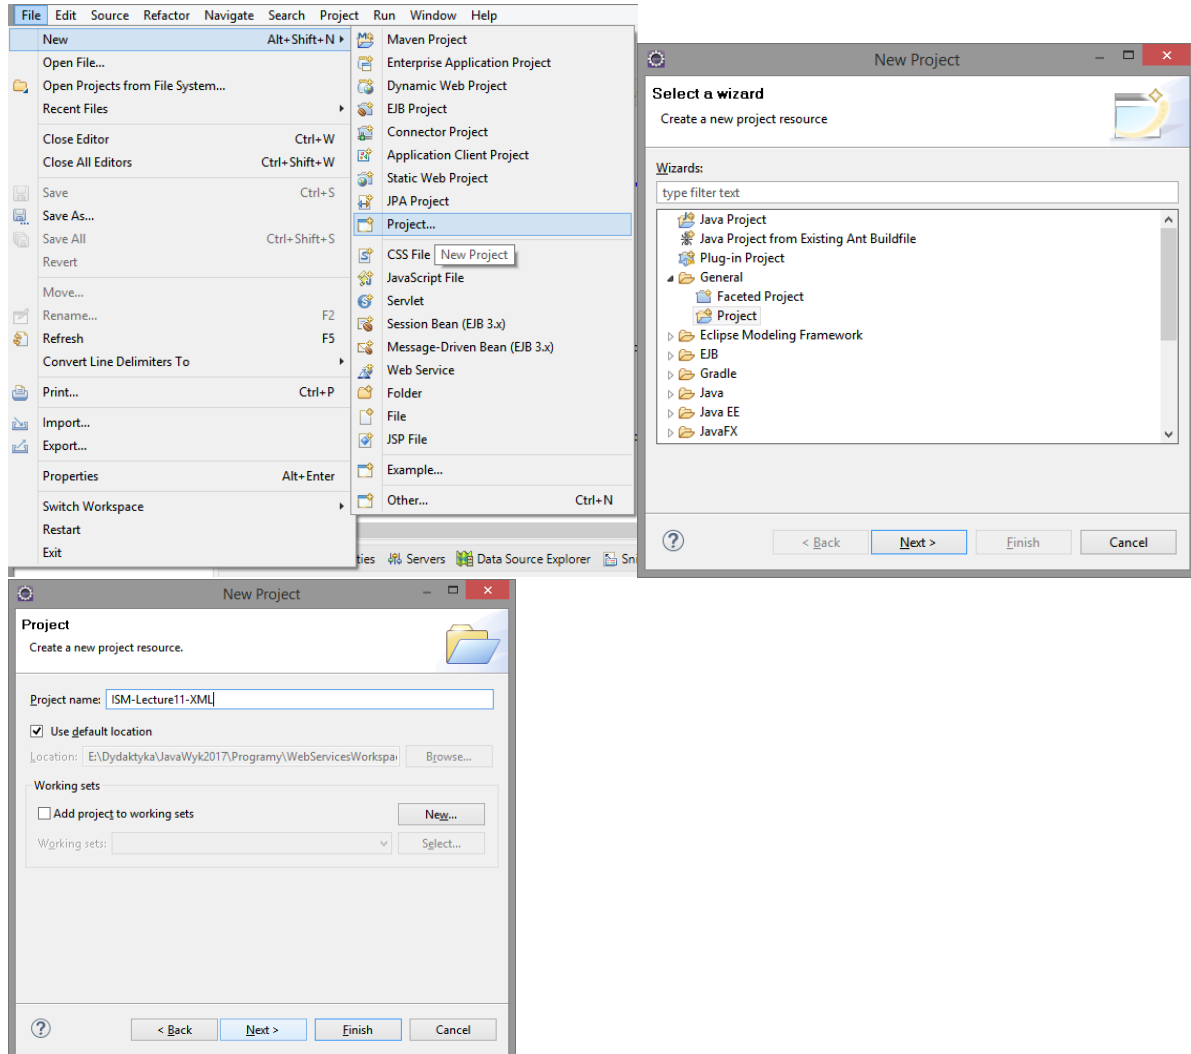 File Edit Source Refactor Navigate Search Project Run Window Help
New Alt+Shift+N
Open File...
Open Projects from File System...
Recent Files
Close Editor Ctrl+W
Close All Editors Ctrl+Shift+W
Save Ctrl+S
Save As...
Save All Ctrl+Shift+S
Revert
Move...
Rename... F2
Refresh F5
Convert Line Delimiters To
Print... Ctrl+P
Import...
Export...
Properties Alt+Enter
Switch Workspace
Restart
Exit
Maven Project
Enterprise Application Project
Dynamic Web Project
EJB Project
Connector Project
Application Client Project
Static Web Project
JPA Project
Project...
CSS File New Project
JavaScript File
Servlet
Session Bean (EJB 3.x)
Message-Driven Bean (EJB 3.x)
Web Service
Folder
File
JSP File
Example...
Other... Ctrl+N
ties Servers Data Source Explorer Sni
New Project
Select a wizard
Create a new project resource
Wizards:
type filter text
Java Project
Java Project from Existing Ant Buildfile
Plug-in Project
General
Faceted Project
Project
Eclipse Modeling Framework
EJB
Gradle
Java
Java EE
JavaFX
? < Back Next > Finish Cancel
New Project
Project
Create a new project resource.
Project name: ISM-Lecture11-XML
Use default location
Location: E:\Dydaktyka\JavaWyk2017\Programy\WebServicesWorkspa Browse...
Working sets
Add project to working sets New...
Working sets: Select...
? < Back Next > Finish Cancel